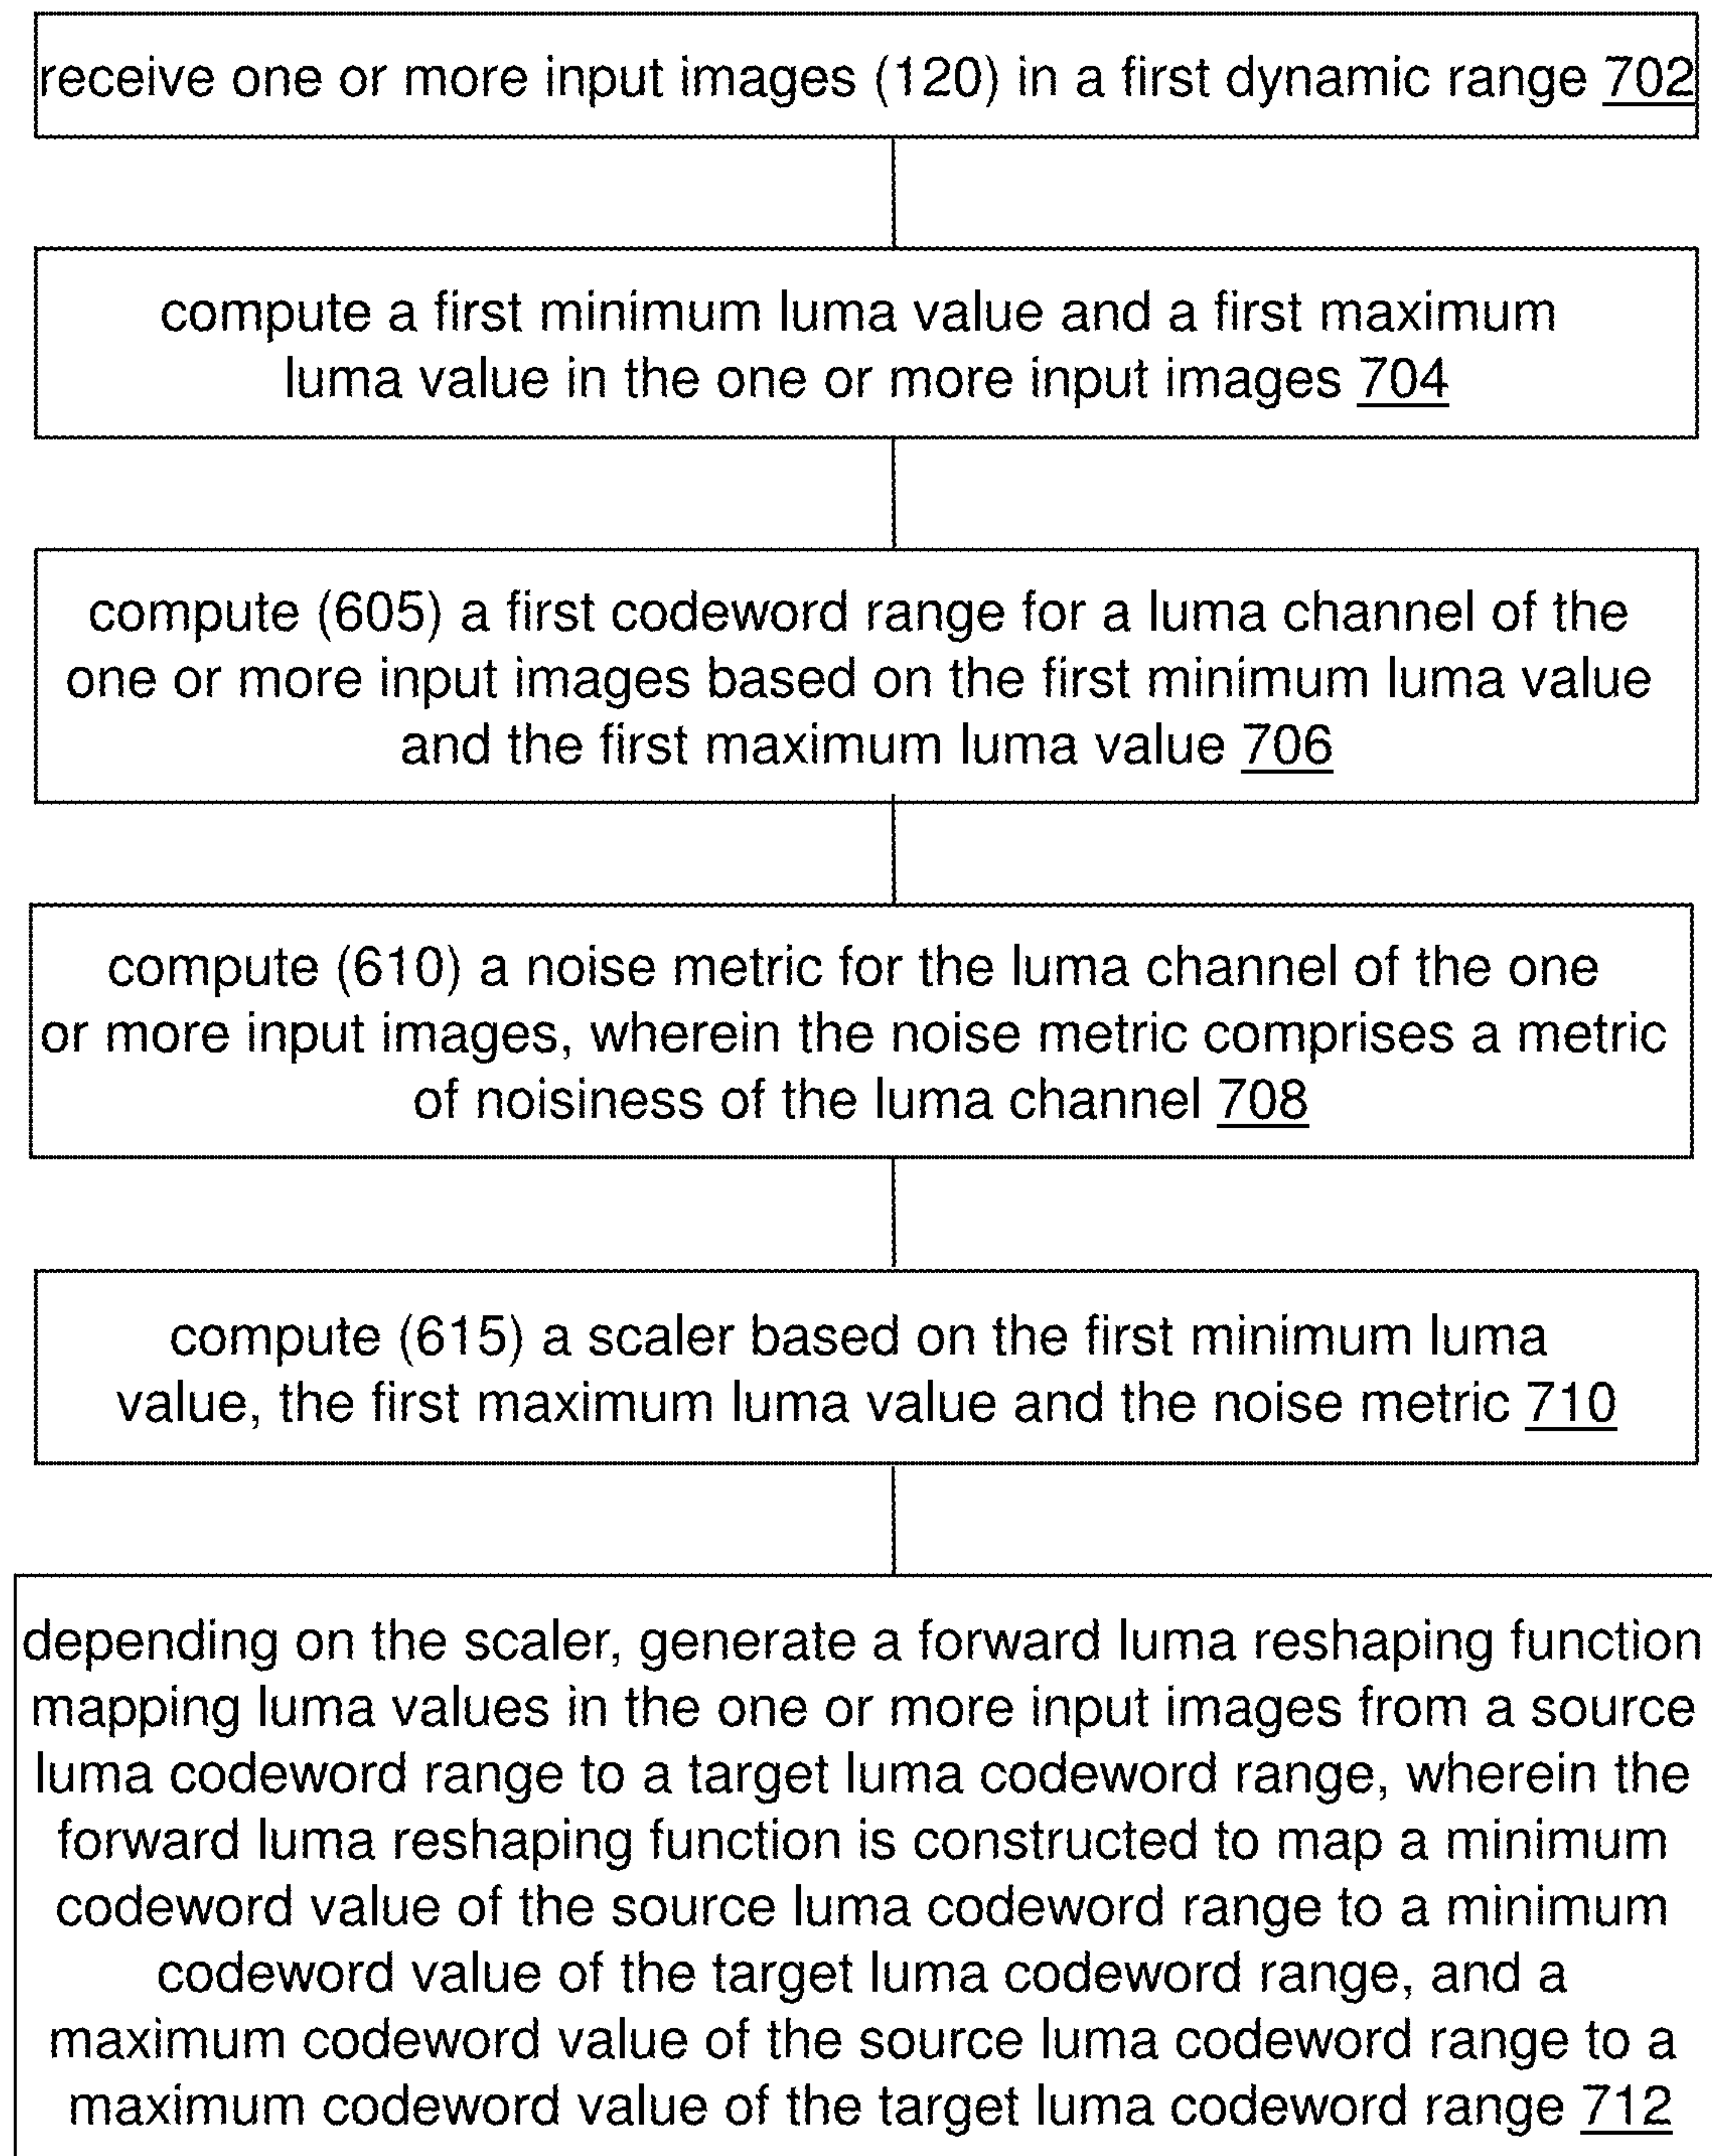 receive one or more input images (120) in a first dynamic range 702
compute a first minimum luma value and a first maximum
luma value in the one or more input images 704
compute (605) a first codeword range for a luma channel of the
one or more input images based on the first minimum luma value
and the first maximum luma value 706
compute (610) a noise metric for the luma channel of the one
or more input images, wherein the noise metric comprises a metric
of noisiness of the luma channel 708
compute (615) a scaler based on the first minimum luma
value, the first maximum luma value and the noise metric 710
depending on the scaler, generate a forward luma reshaping function
mapping luma values in the one or more input images from a source
luma codeword range to a target luma codeword range, wherein the
forward luma reshaping function is constructed to map a minimum
codeword value of the source luma codeword range to a minimum
codeword value of the target luma codeword range, and a
maximum codeword value of the source luma codeword range to a
maximum codeword value of the target luma codeword range 712